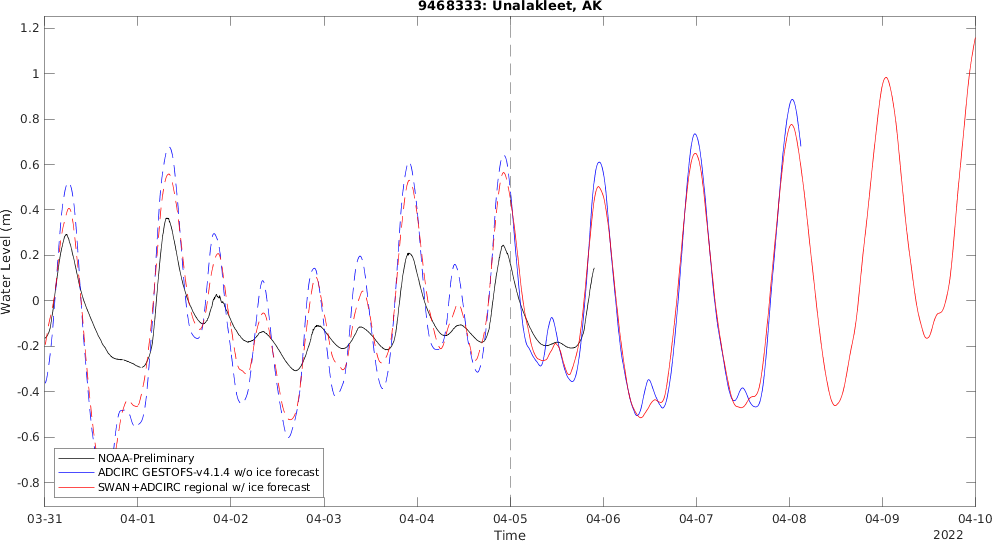 9468333: Unalakleet, AK
1.2
1
0.8
0.6
0.4
0.2
0
-0.2
-0.4
-0.6
-0.8
Water Level (m)
NOAA-Preliminary
ADCIRC GESTOFS-v4.1.4 w/o ice forecast
SWAN+ADCIRC regional w/ ice forecast
03-31 04-01 04-02 04-03 04-04 04-05 04-06 04-07 04-08 04-09 04-10
Time
2022